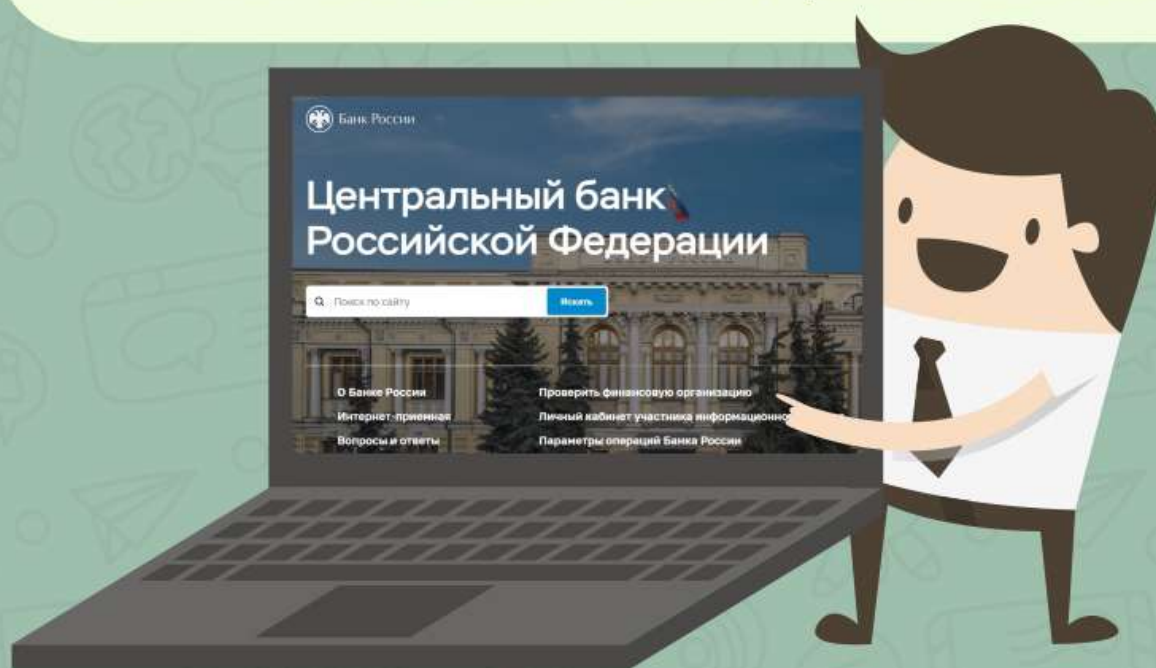 Банк России
Центральный банк
Российской Федерации
Поиск по сайту
Искать
О Банке России
Проверить финансовую организацию
Интернет-приемная
Личный кабинет участника информационно
Вопросы и ответы
Параметры операций Банка России